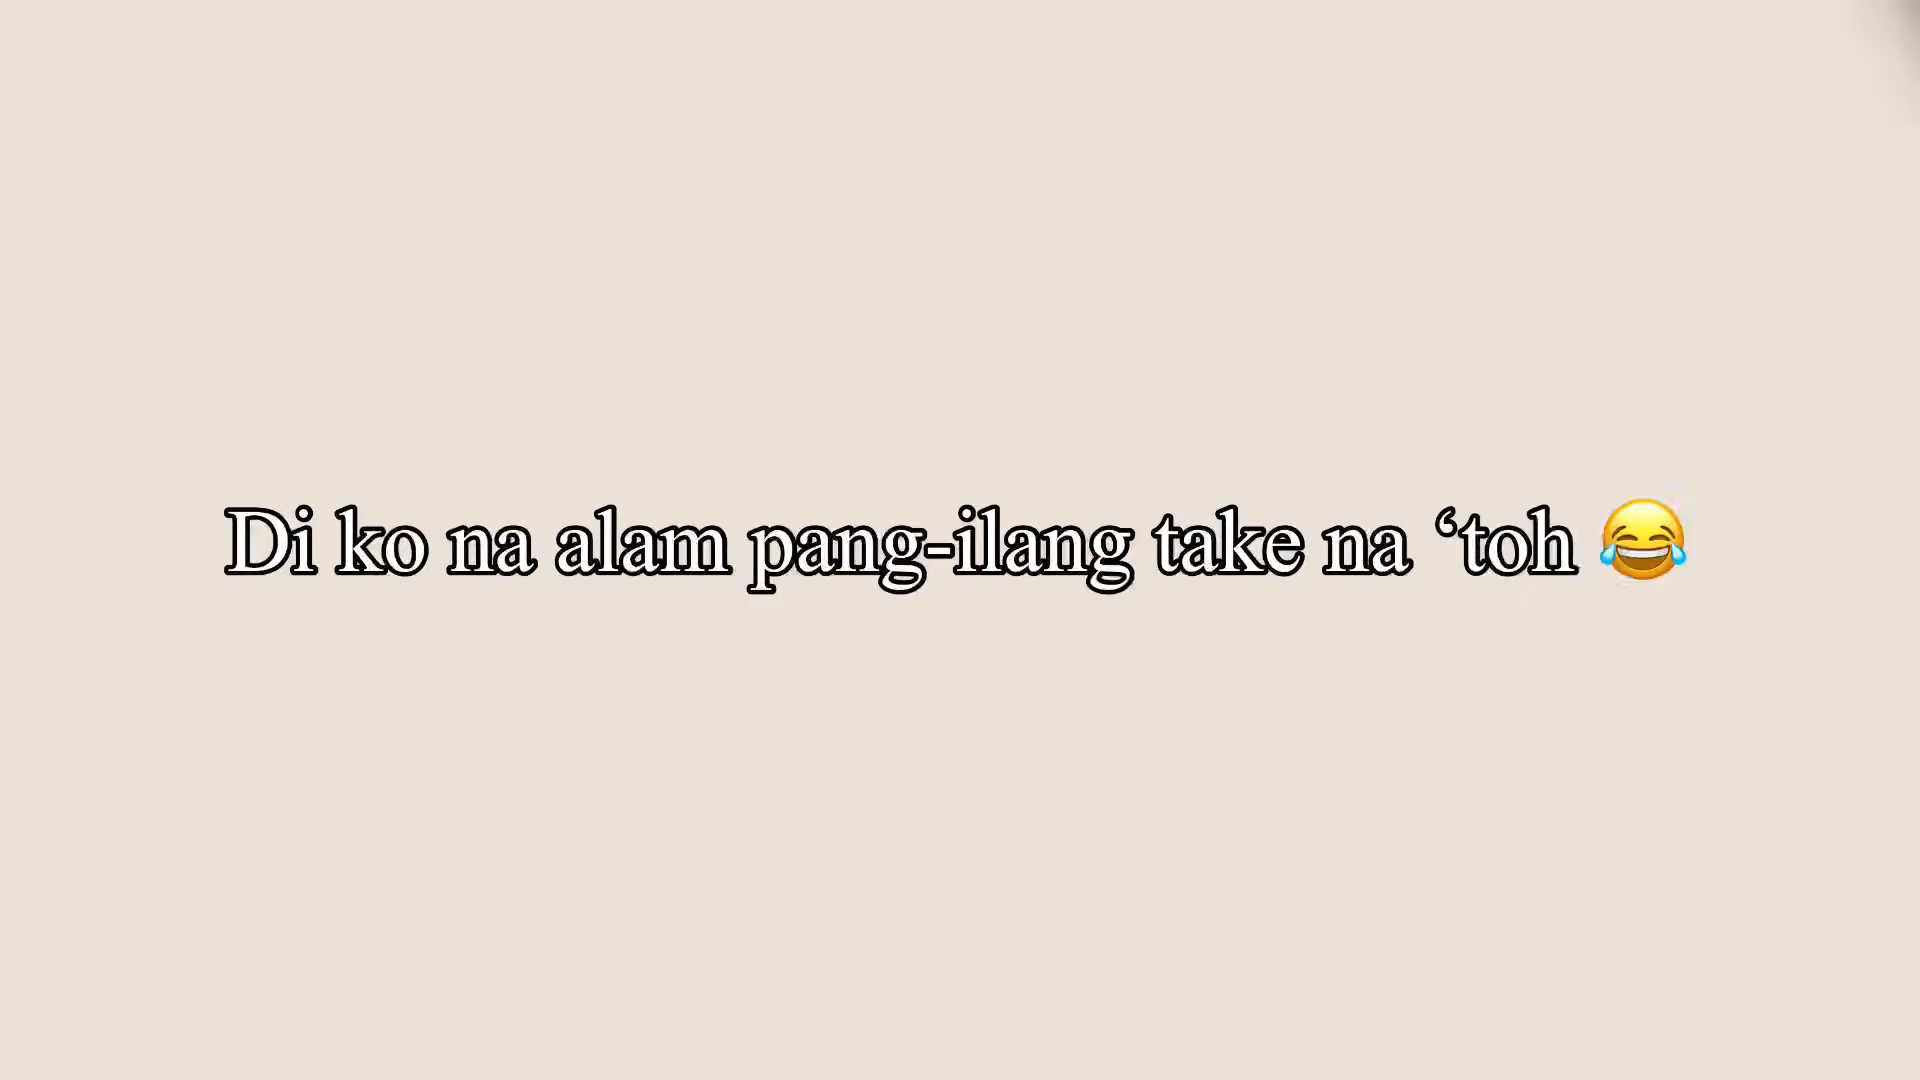 Di ko na alam pang-ilang take na ‘toh 😂